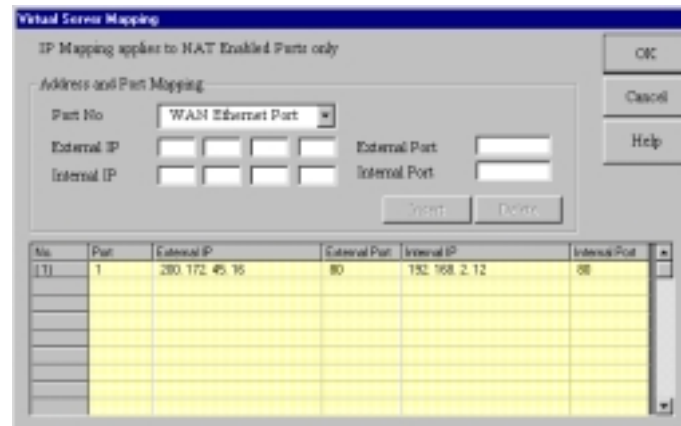 Virtual Server Mapping
IP Mapping applies to NAT Enabled Ports only
OK
Address and Port Mapping
Cancel
Port No WAN Ethernet Port
Help
External IP External Port
Internal IP Internal Port
Insert Delete
No. Port External IP External Port Internal IP Internal Port
[1] 1 200. 172. 45. 16 80 192. 168. 2. 12 80